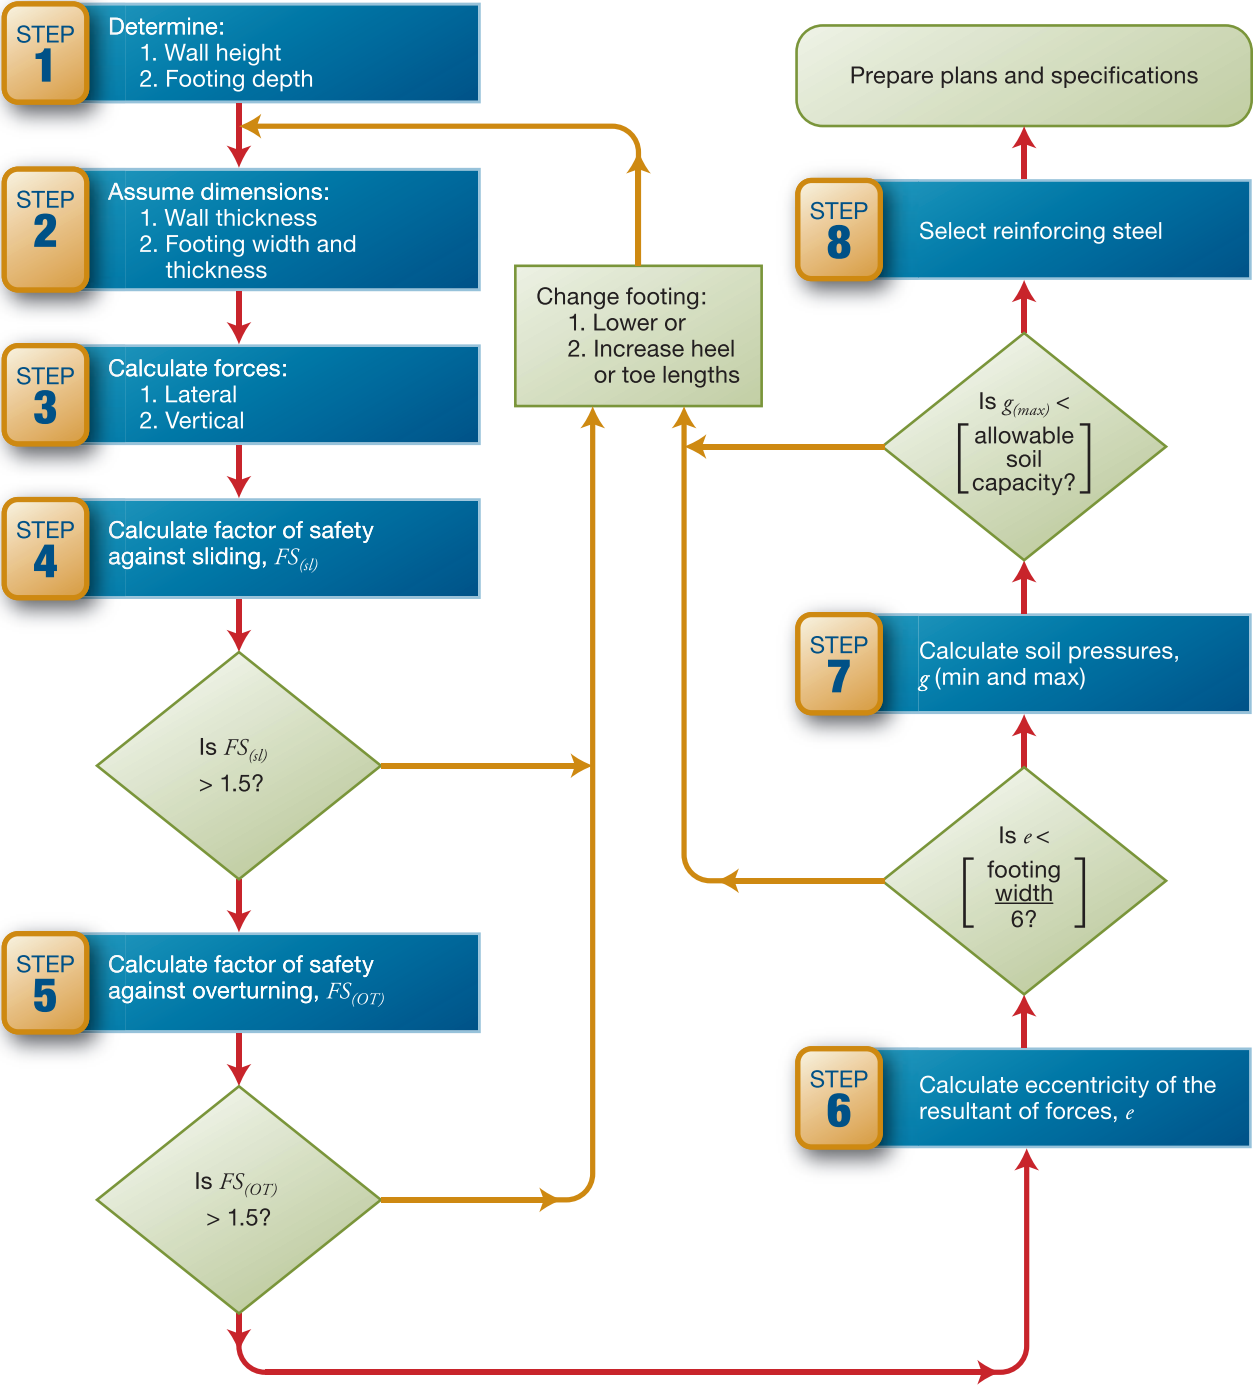 STEP
1
Determine:
1. Wall height
2. Footing depth
STEP
2
Assume dimensions:
1. Wall thickness
2. Footing width and
thickness
STEP
3
Calculate forces:
1. Lateral
2. Vertical
STEP
4
Calculate factor of safety
against sliding, FS(sl)
Is FS(sl)
> 1.5?
STEP
5
Calculate factor of safety
against overturning, FS(OT)
Is FS(OT)
> 1.5?
Change footing:
1. Lower or
2. Increase heel
or toe lengths
STEP
6
Calculate eccentricity of the
resultant of forces, e
Is e <
footing
width
6?
STEP
7
Calculate soil pressures,
g (min and max)
Is g(max) <
allowable
soil
capacity?
STEP
8
Select reinforcing steel
Prepare plans and specifications